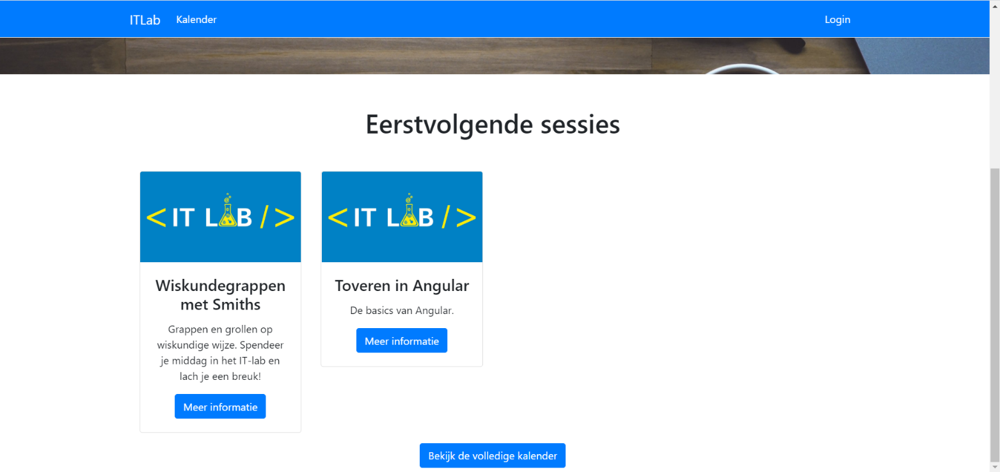 ITLab Kalender Login
Eerstvolgende sessies
< IT LAB />
Wiskundegrappen
met Smiths
Grappen en grollen op
wiskundige wijze. Spendeer
je middag in het IT-lab en
lach je een breuk!
Meer informatie
< IT LAB />
Toveren in Angular
De basics van Angular.
Meer informatie
Bekijk de volledige kalender